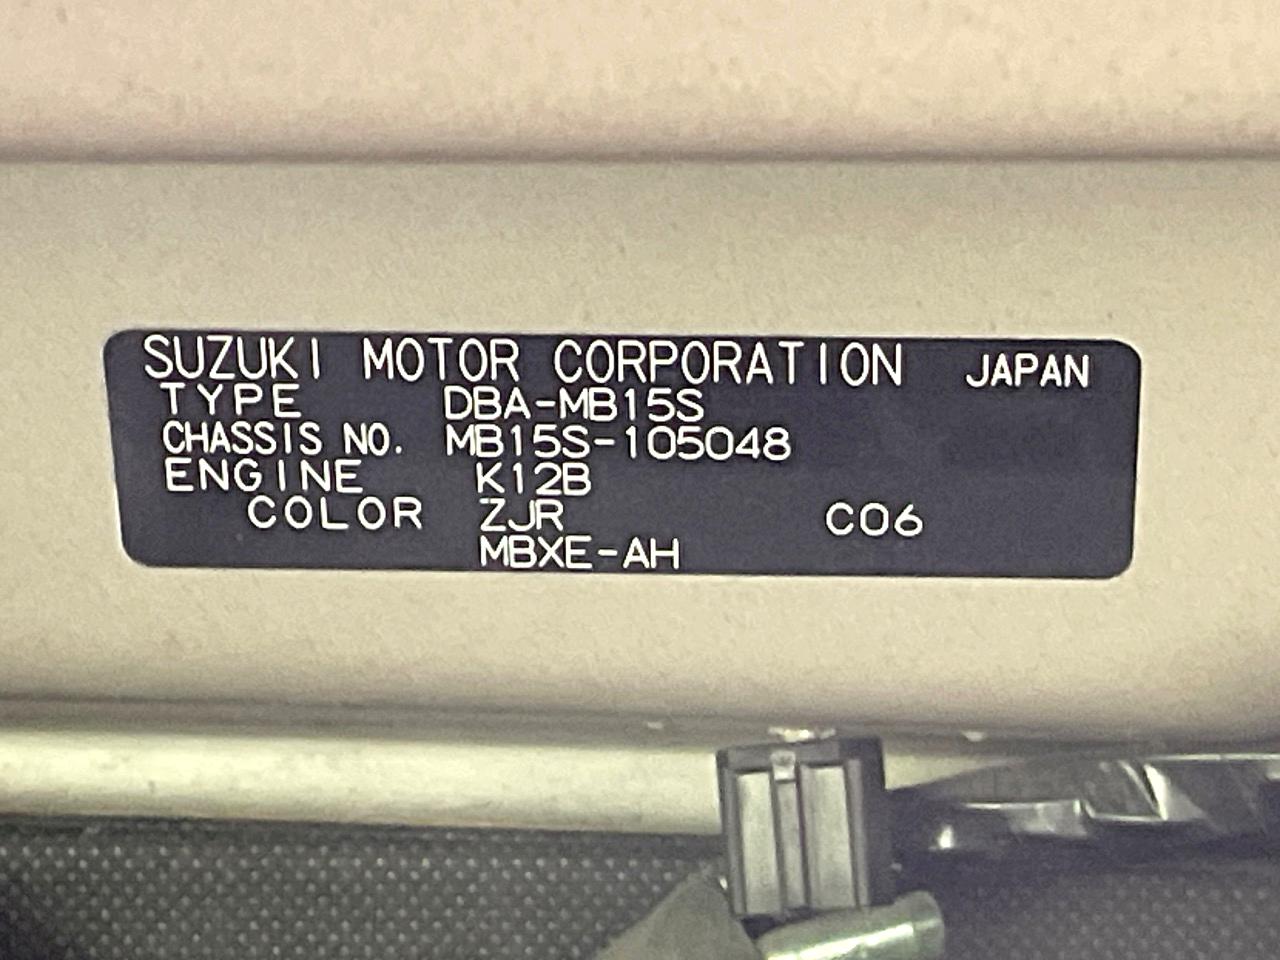 SUZUKI MOTOR CORPORATION JAPAN
TYPE DBA-MB15S
CHASSIS NO. MB15S-105048
ENGINE K12B
COLOR ZJR C06
MBXE-AH